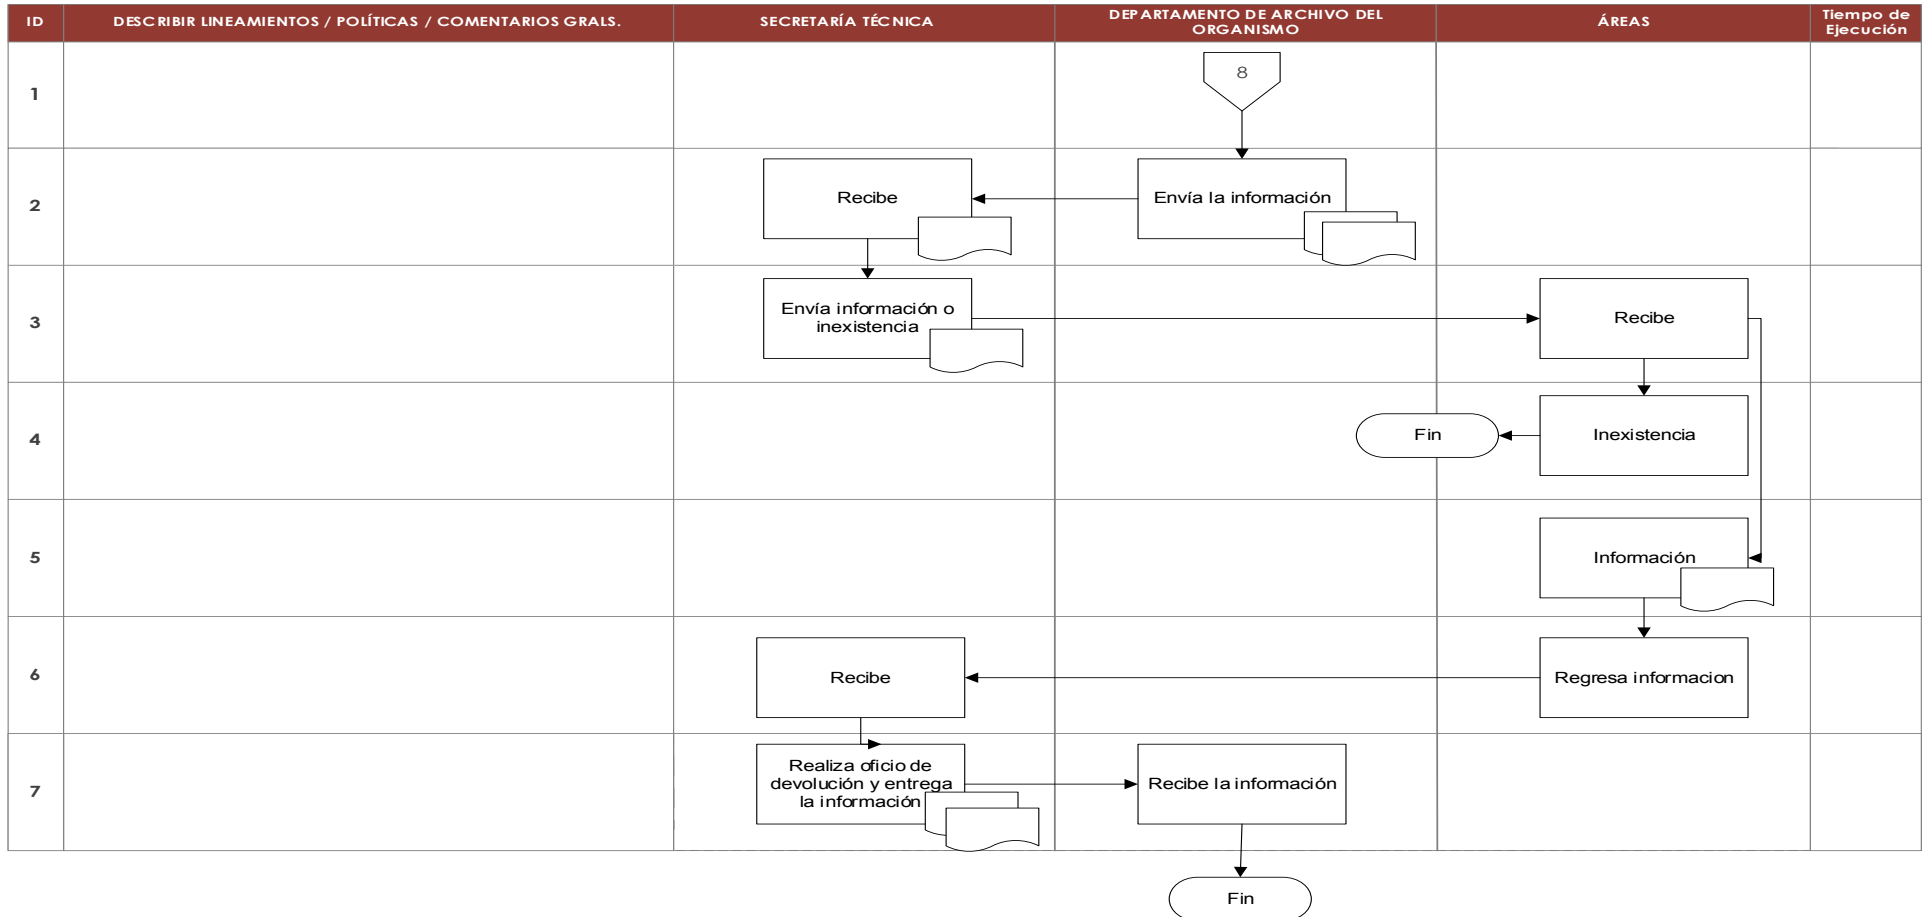 ID
DESCRIBIR LINEAMIENTOS / POLÍTICAS / COMENTARIOS GRALS.
SECRETARÍA TÉCNICA
DEPARTAMENTO DE ARCHIVO DEL
ORGANISMO
ÁREAS
Tiempo de
Ejecución
1
8
2
Recibe
Envía la información
3
Envía información o
inexistencia
Recibe
4
Fin
Inexistencia
5
Información
6
Recibe
Regresa informacion
7
Realiza oficio de
devolución y entrega
la información
Recibe la información
Fin